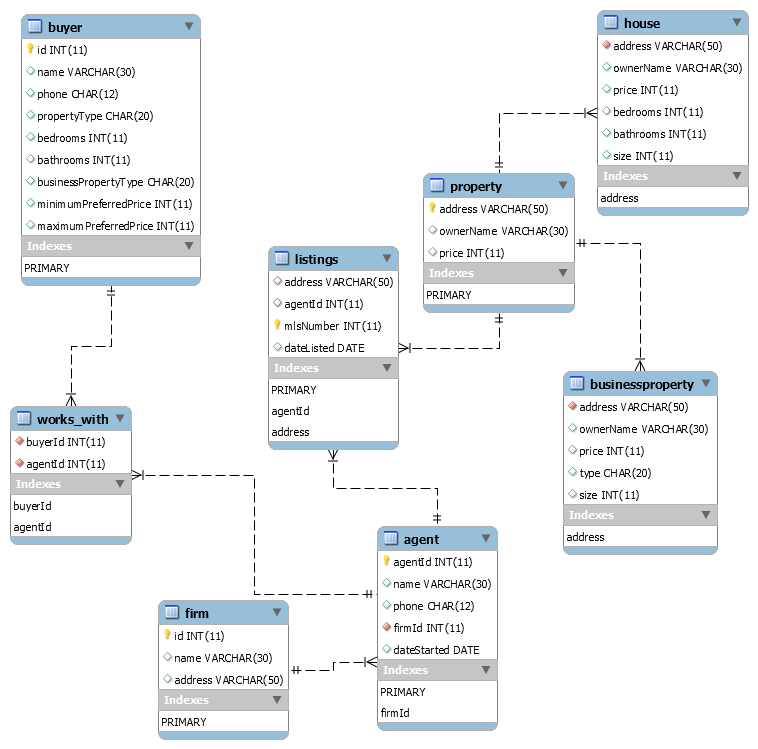 buyer
id INT(11)
name VARCHAR(30)
phone CHAR(12)
propertyType CHAR(20)
bedrooms INT(11)
bathrooms INT(11)
businessPropertyType CHAR(20)
minimumPreferredPrice INT(11)
maximumPreferredPrice INT(11)
Indexes
PRIMARY
house
address VARCHAR(50)
ownerName VARCHAR(30)
price INT(11)
bedrooms INT(11)
bathrooms INT(11)
size INT(11)
Indexes
address
property
address VARCHAR(50)
ownerName VARCHAR(30)
price INT(11)
Indexes
PRIMARY
listings
address VARCHAR(50)
agentId INT(11)
mlsNumber INT(11)
dateListed DATE
Indexes
PRIMARY
agentId
address
businessproperty
address VARCHAR(50)
ownerName VARCHAR(30)
price INT(11)
type CHAR(20)
size INT(11)
Indexes
address
works_with
buyerId INT(11)
agentId INT(11)
Indexes
buyerId
agentId
agent
agentId INT(11)
name VARCHAR(30)
phone CHAR(12)
firmId INT(11)
dateStarted DATE
Indexes
PRIMARY
firmId
firm
id INT(11)
name VARCHAR(30)
address VARCHAR(50)
Indexes
PRIMARY